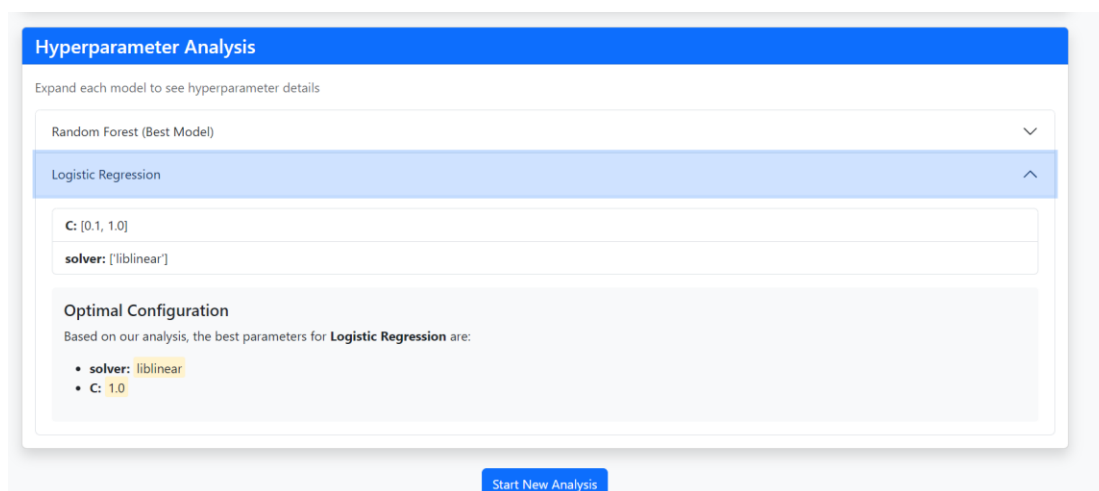 Hyperparameter Analysis
Expand each model to see hyperparameter details
Random Forest (Best Model)
Logistic Regression
C: [0.1, 1.0]
solver: ['liblinear']
Optimal Configuration
Based on our analysis, the best parameters for Logistic Regression are:
• solver: liblinear
• C: 1.0
Start New Analysis